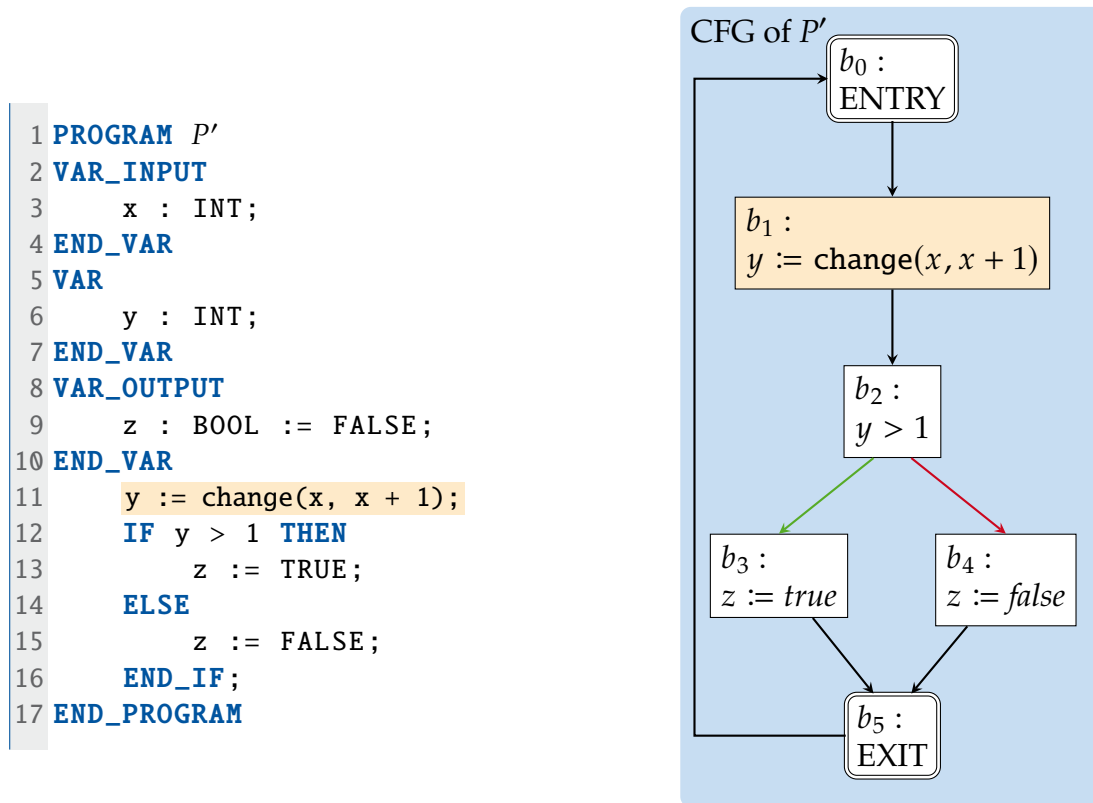 1 PROGRAM P′
2 VAR_INPUT
3 x : INT;
4 END_VAR
5 VAR
6 y : INT;
7 END_VAR
8 VAR_OUTPUT
9 z : BOOL := FALSE;
10 END_VAR
11 y := change(x, x + 1);
12 IF y > 1 THEN
13 z := TRUE;
14 ELSE
15 z := FALSE;
16 END_IF;
17 END_PROGRAM
CFG of P′
b₀ :
ENTRY
b₁ :
y := change(x, x + 1)
b₂ :
y > 1
b₃ :
z := true
b₄ :
z := false
b₅ :
EXIT